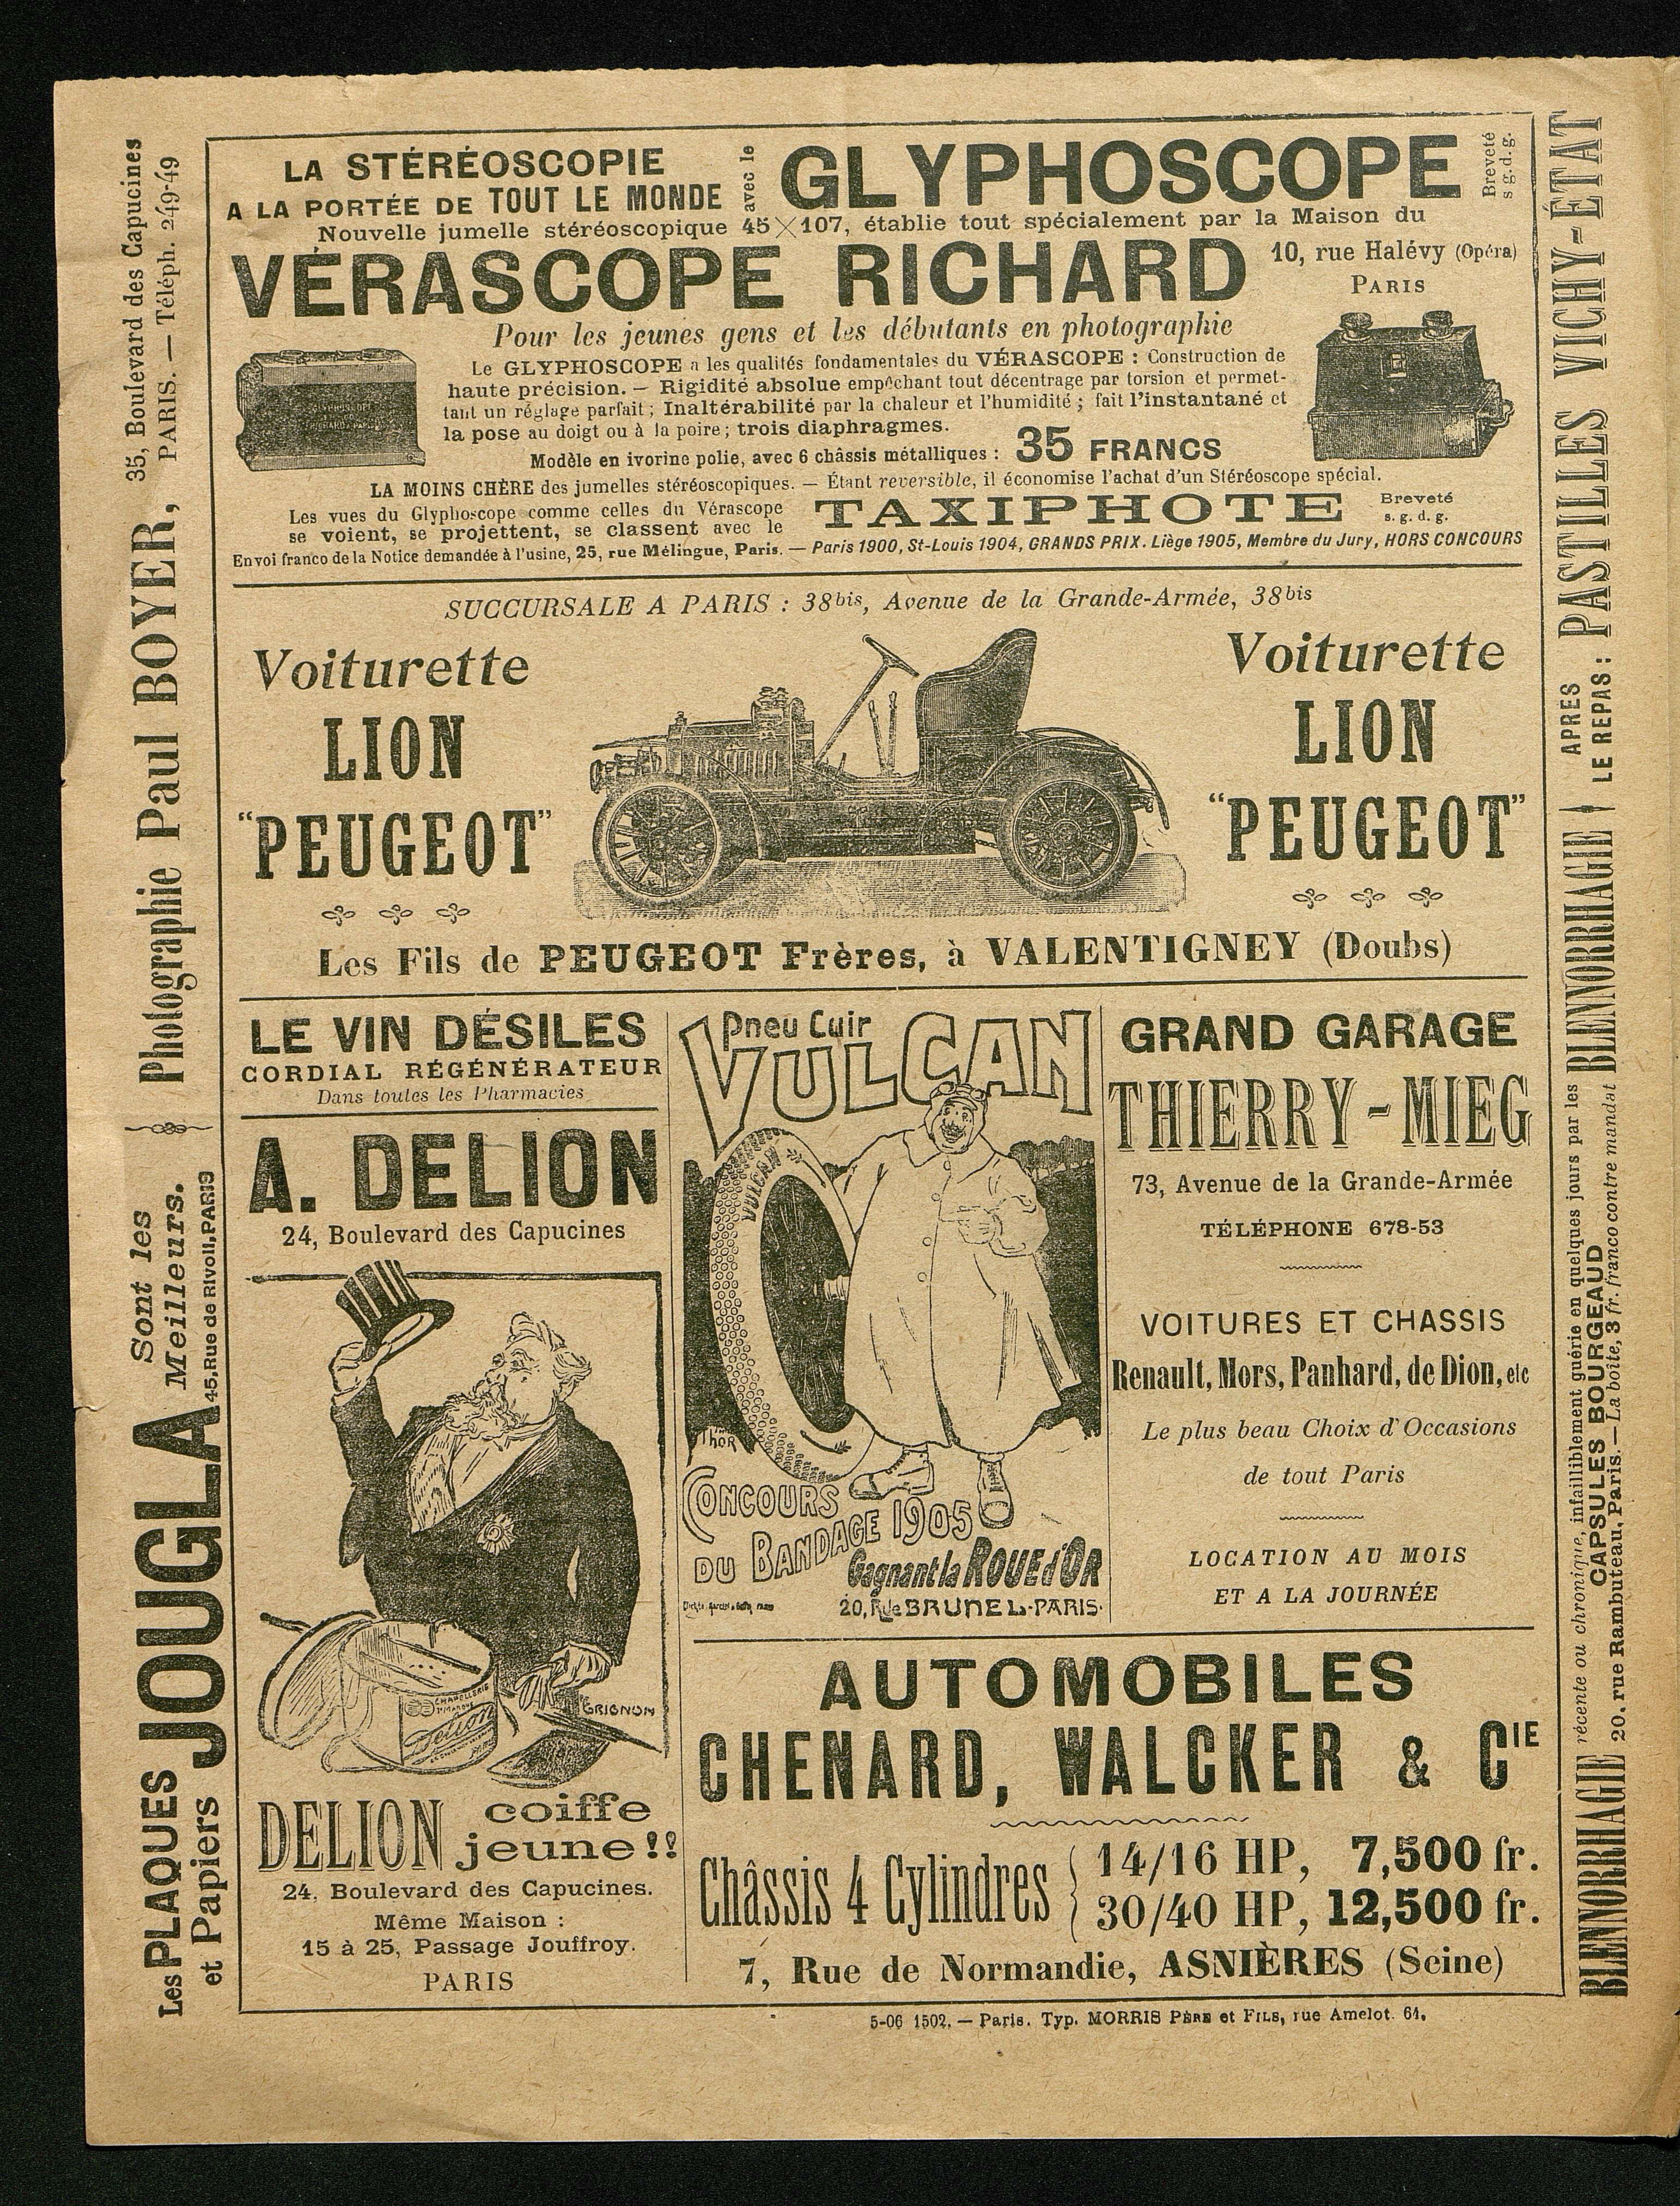 35, Boulevard des Capucines
Photographie Paul BOYER,
PARIS. — Téléph. 249-49
Les PLAQUES
et Papiers
JOUGLA
Sont les
Meilleurs.
45, Rue de Rivoli, PARIS
LA STÉRÉOSCOPIE
A LA PORTÉE DE TOUT LE MONDE
avec le
GLYPHOSCOPE
Breveté
s.g.d.g.
Nouvelle jumelle stéréoscopique 45×107, établie tout spécialement par la Maison du
VÉRASCOPE RICHARD
10, rue Halévy (Opéra)
PARIS
Pour les jeunes gens et les débutants en photographie
Le GLYPHOSCOPE a les qualités fondamentales du VÉRASCOPE : Construction de
haute précision. — Rigidité absolue empêchant tout décentrage par torsion et permet-
tant un réglage parfait ; Inaltérabilité par la chaleur et l'humidité ; fait l'instantané et
la pose au doigt ou à la poire ; trois diaphragmes.
Modèle en ivorine polie, avec 6 châssis métalliques : 35 FRANCS
LA MOINS CHÈRE des jumelles stéréoscopiques. — Étant reversible, il économise l'achat d'un Stéréoscope spécial.
Les vues du Glyphoscope comme celles du Vérascope
se voient, se projettent, se classent avec le
TAXIPHOTE
Breveté
s. g. d. g.
Envoi franco de la Notice demandée à l'usine, 25, rue Mélingue, Paris. — Paris 1900, St-Louis 1904, GRANDS PRIX. Liège 1905, Membre du Jury, HORS CONCOURS
GLYPHOSCOPE
RICHARD
SUCCURSALE A PARIS : 38bis, Avenue de la Grande-Armée, 38bis
Voiturette
LION
"PEUGEOT"
Voiturette
LION
"PEUGEOT"
Les Fils de PEUGEOT Frères, à VALENTIGNEY (Doubs)
LE VIN DÉSILES
CORDIAL RÉGÉNÉRATEUR
Dans toutes les Pharmacies
A. DELION
24, Boulevard des Capucines
CHAPELLERIE
Delion
GRIGNON
DELION coiffe
jeune!!
24, Boulevard des Capucines.
Même Maison :
15 à 25, Passage Jouffroy.
PARIS
Pneu Cuir
VULCAN
VULCAN
THOR
CONCOURS
DU BANDAGE 1905
Gagnant la ROUE d'OR
20, Rue BRUNEL-PARIS.
GRAND GARAGE
THIERRY-MIEG
73, Avenue de la Grande-Armée
TÉLÉPHONE 678-53
VOITURES ET CHASSIS
Renault, Mors, Panhard, de Dion, etc
Le plus beau Choix d'Occasions
de tout Paris
LOCATION AU MOIS
ET A LA JOURNÉE
AUTOMOBILES
CHENARD, WALCKER & CIE
Châssis 4 Cylindres { 14/16 HP, 7,500 fr.
30/40 HP, 12,500 fr.
7, Rue de Normandie, ASNIÈRES (Seine)
APRES
LE REPAS : PASTILLES VICHY-ÉTAT
BLENNORRHAGIE récente ou chronique, infailliblement guérie en quelques jours par les BLENNORRHAGIE
CAPSULES BOURGEAUD
20, rue Rambuteau, Paris. — La boîte, 3 fr. franco contre mandat
5-06 1502. — Paris. Typ. MORRIS PÈRE et FILS, rue Amelot. 64.